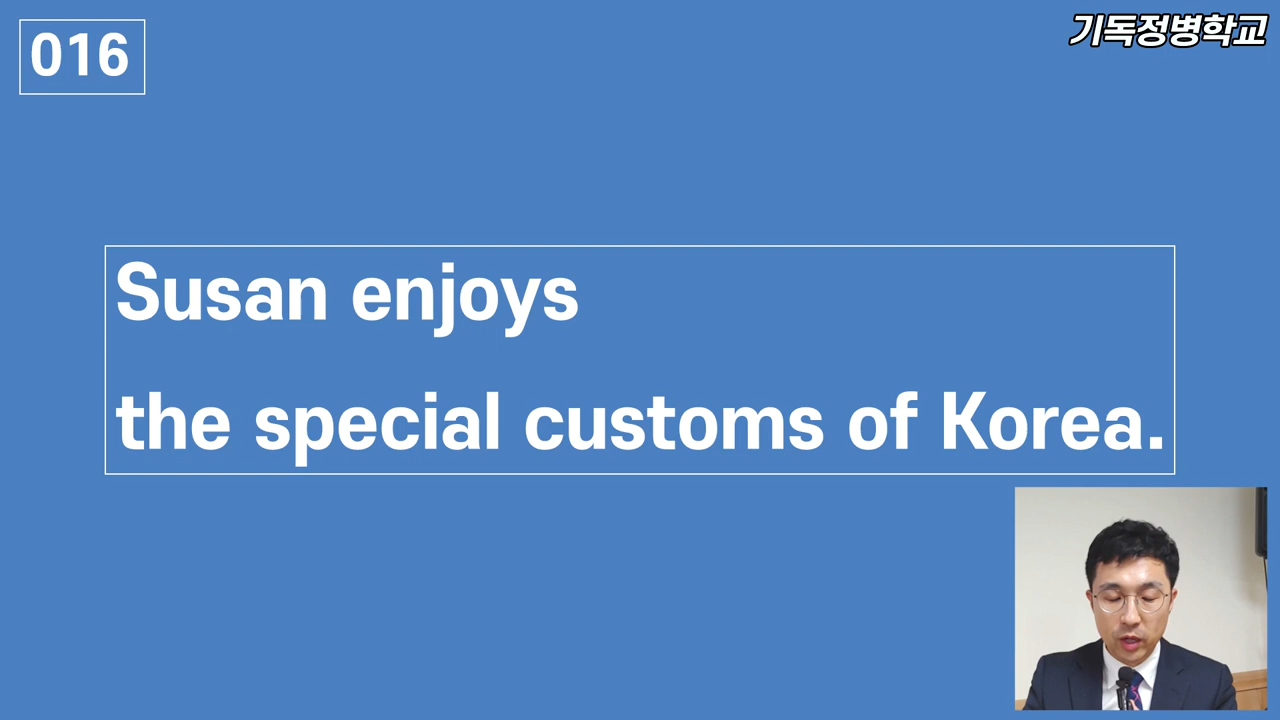 016
기독정병학교
Susan enjoys
the special customs of Korea.